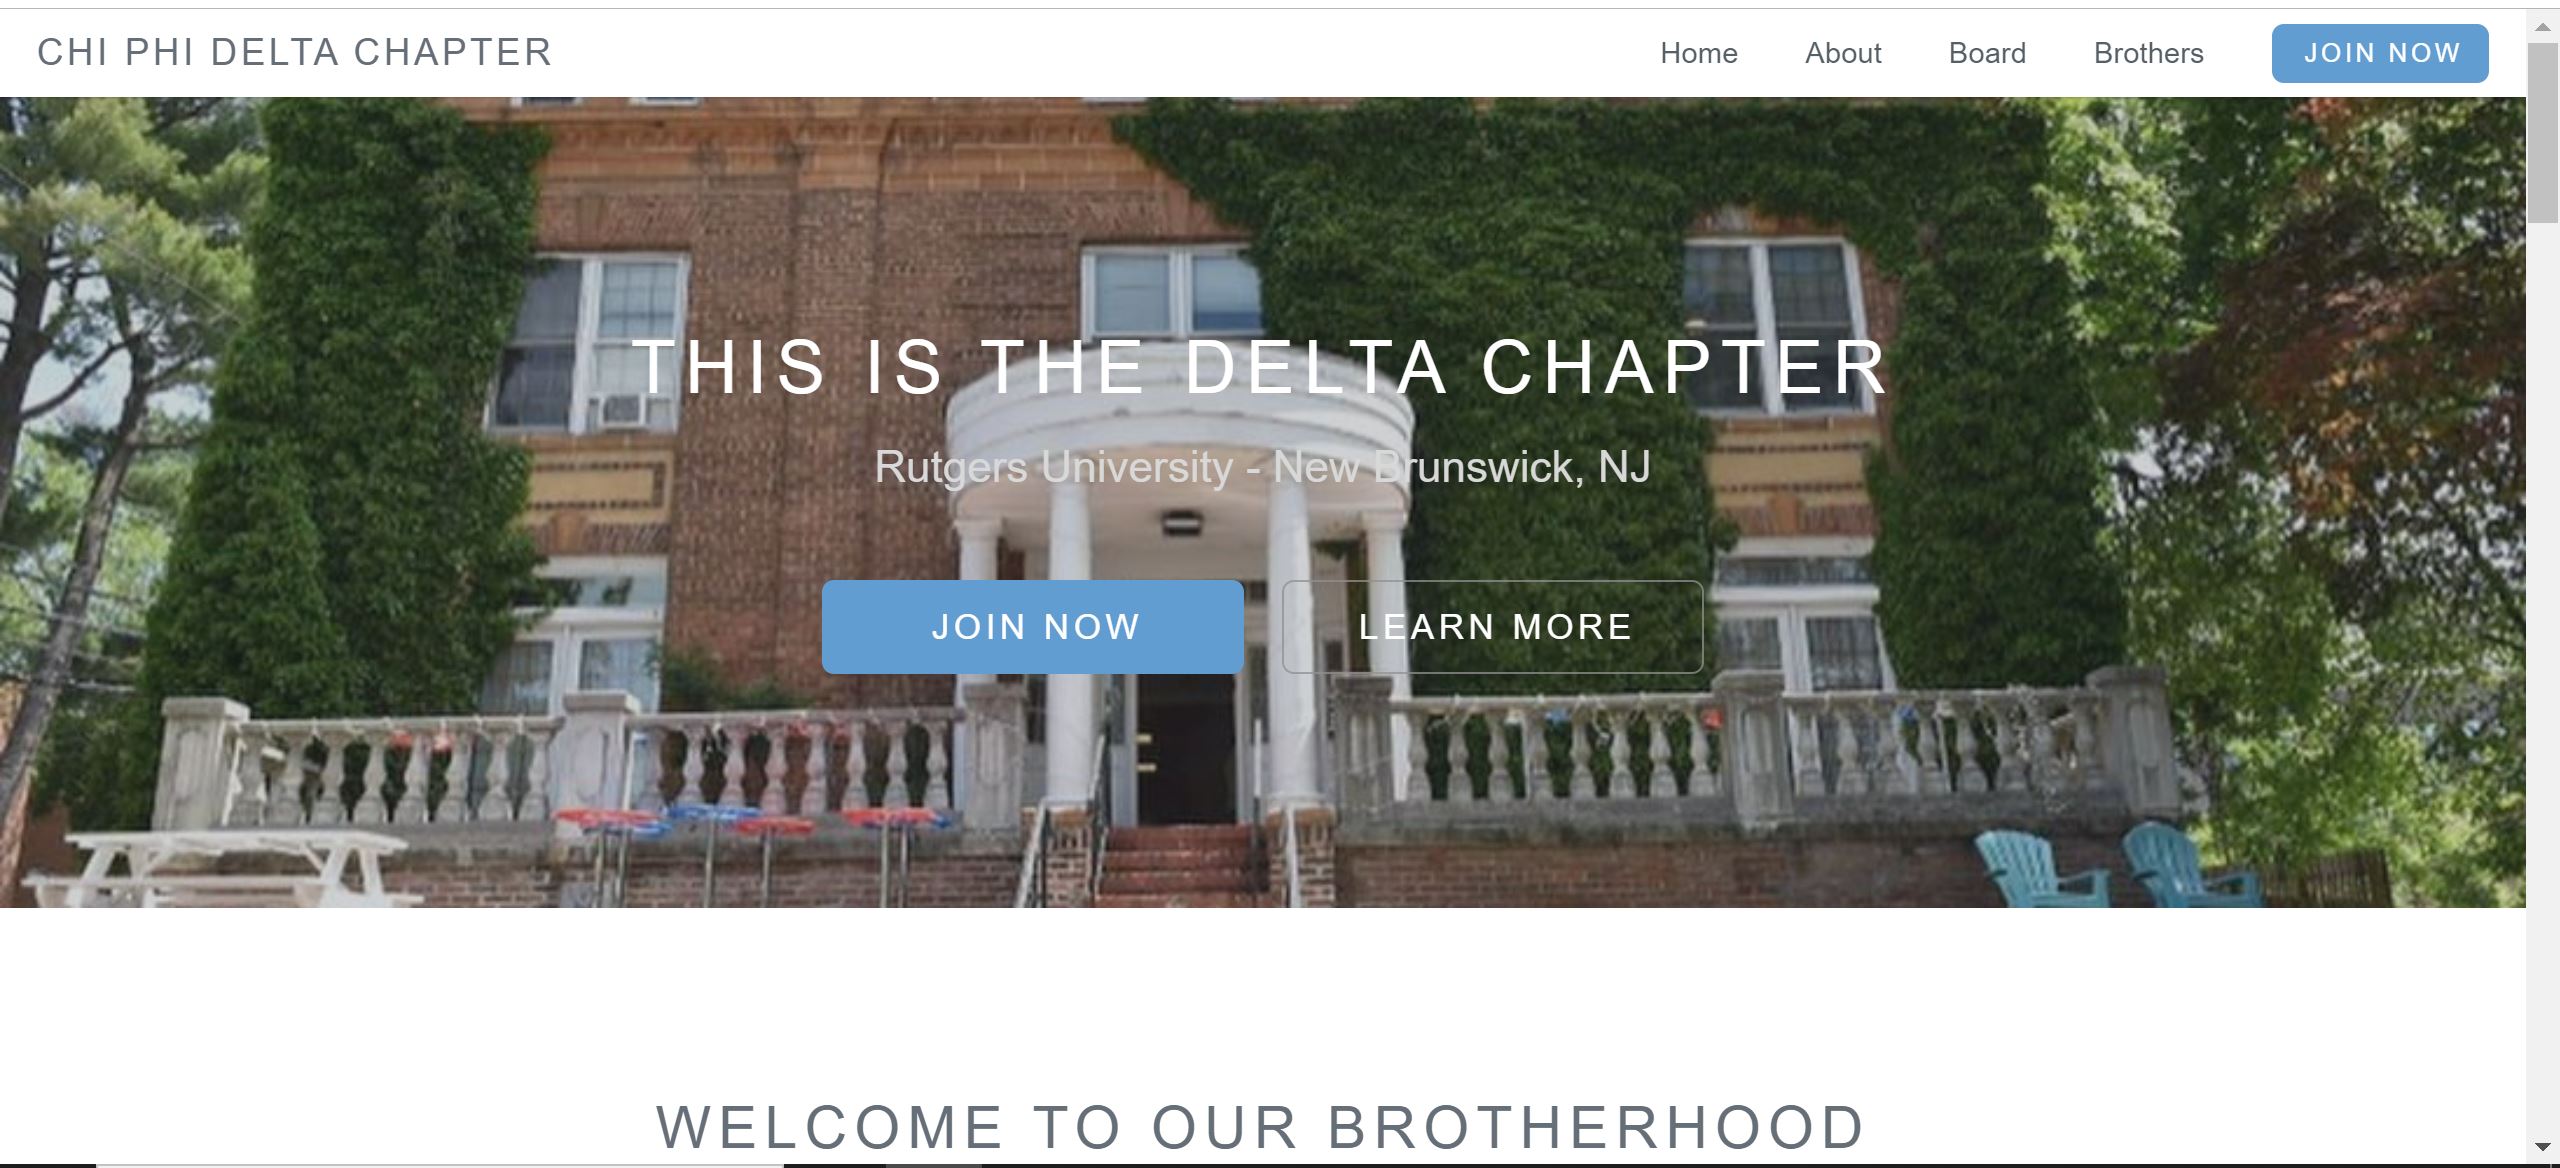 CHI PHI DELTA CHAPTER
Home
About
Board
Brothers
JOIN NOW
THIS IS THE DELTA CHAPTER
Rutgers University - New Brunswick, NJ
JOIN NOW
LEARN MORE
WELCOME TO OUR BROTHERHOOD